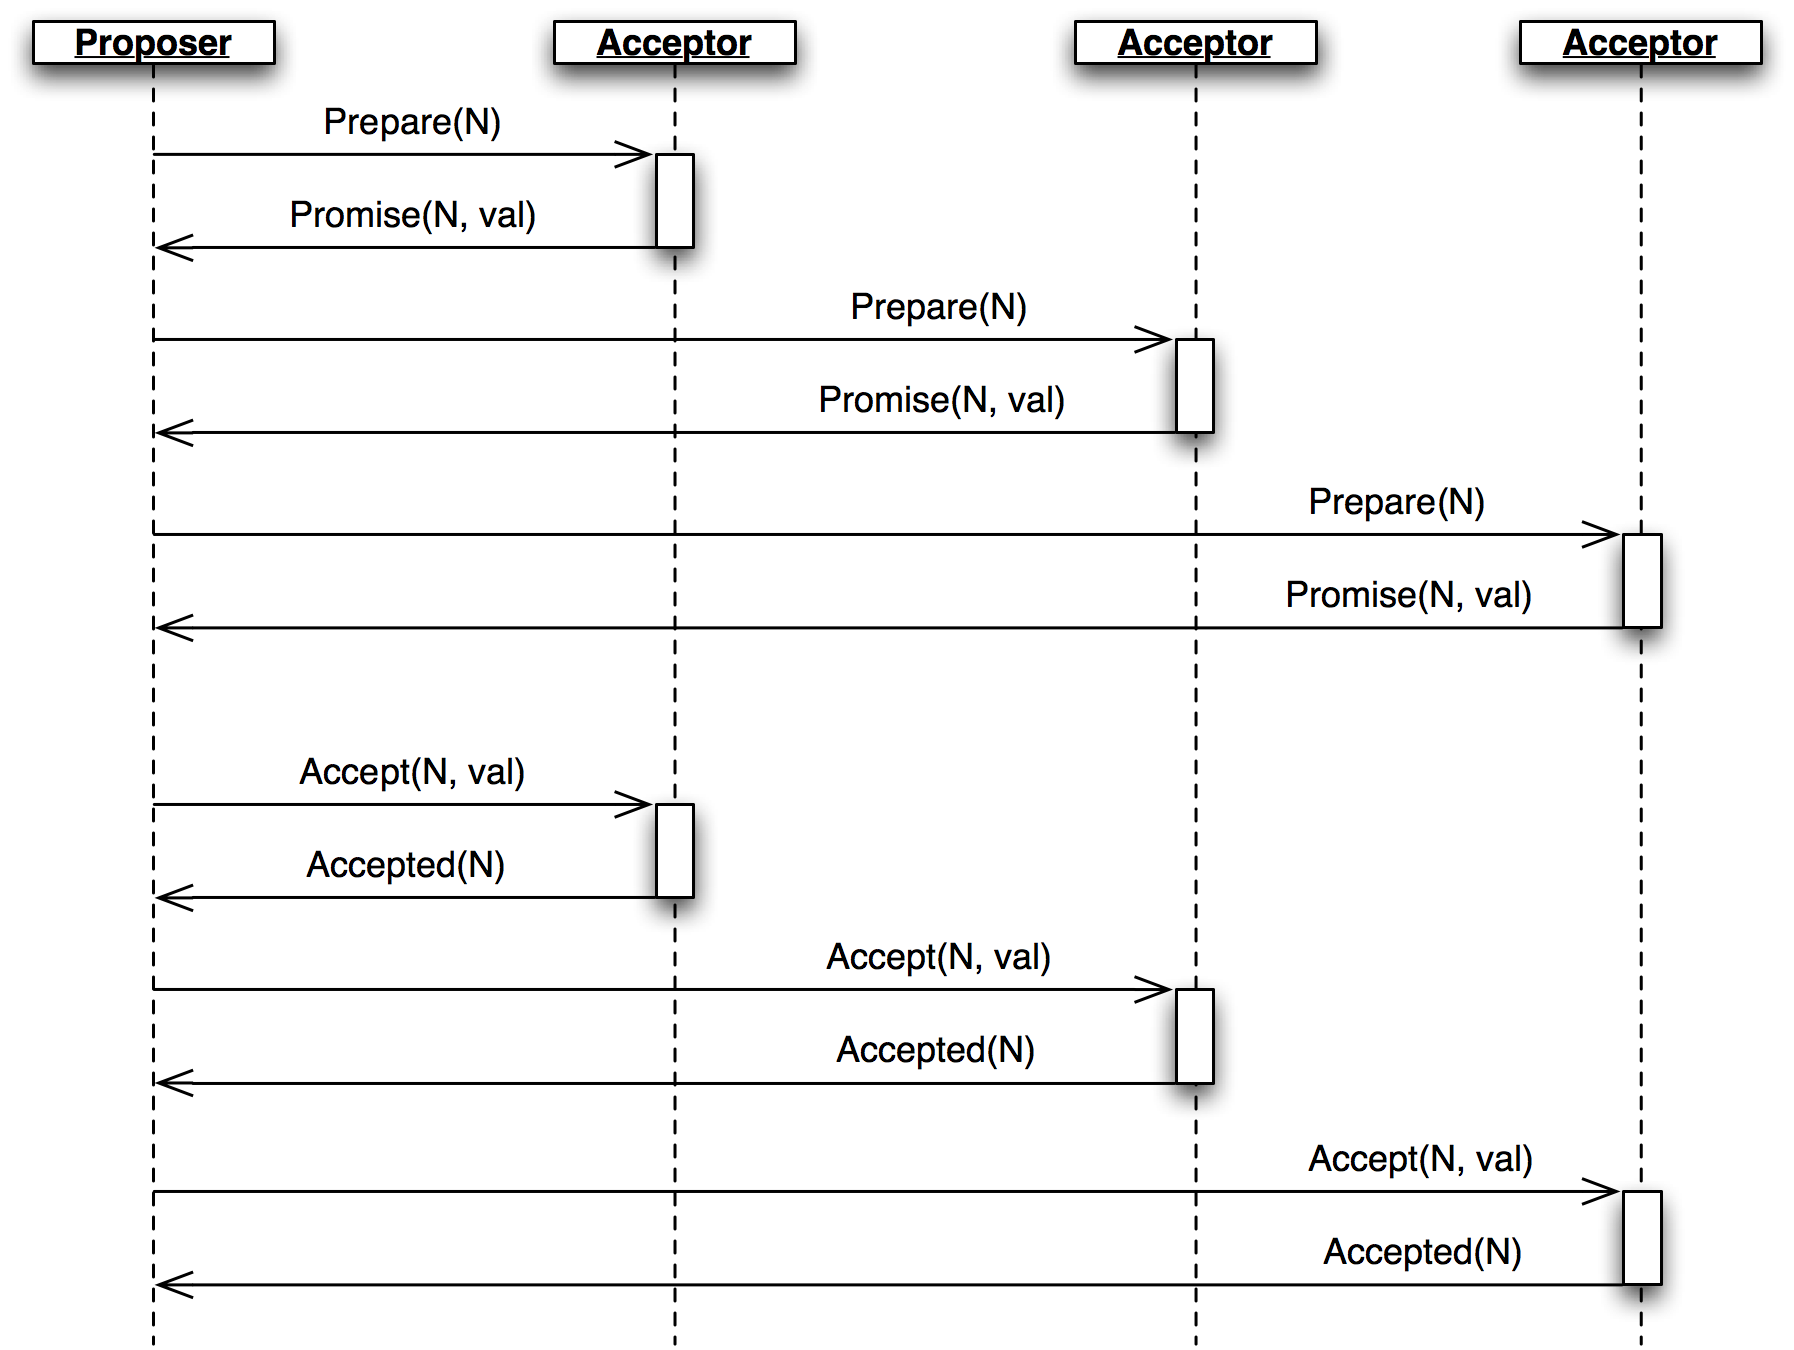 Proposer
Acceptor
Acceptor
Acceptor
Prepare(N)
Promise(N, val)
Prepare(N)
Promise(N, val)
Prepare(N)
Promise(N, val)
Accept(N, val)
Accepted(N)
Accept(N, val)
Accepted(N)
Accept(N, val)
Accepted(N)